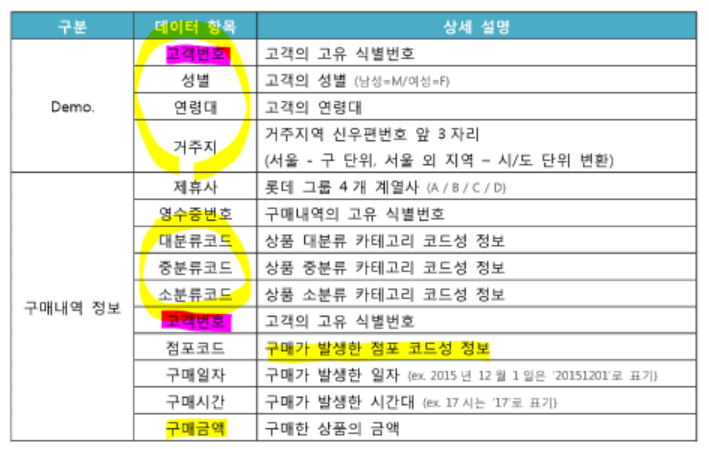 구분 데이터 항목 상세 설명
Demo. 고객번호 고객의 고유 식별번호
성별 고객의 성별 (남성=M/여성=F)
연령대 고객의 연령대
거주지 거주지역 신우편번호 앞 3자리
(서울 - 구 단위, 서울 외 지역 – 시/도 단위 변환)
구매내역 정보 제휴사 롯데 그룹 4개 계열사 (A / B / C / D)
영수증번호 구매내역의 고유 식별번호
대분류코드 상품 대분류 카테고리 코드성 정보
중분류코드 상품 중분류 카테고리 코드성 정보
소분류코드 상품 소분류 카테고리 코드성 정보
고객번호 고객의 고유 식별번호
점포코드 구매가 발생한 점포 코드성 정보
구매일자 구매가 발생한 일자 (ex. 2015년 12월 1일은 '20151201'로 표기)
구매시간 구매가 발생한 시간대 (ex. 17시는 '17'로 표기)
구매금액 구매한 상품의 금액